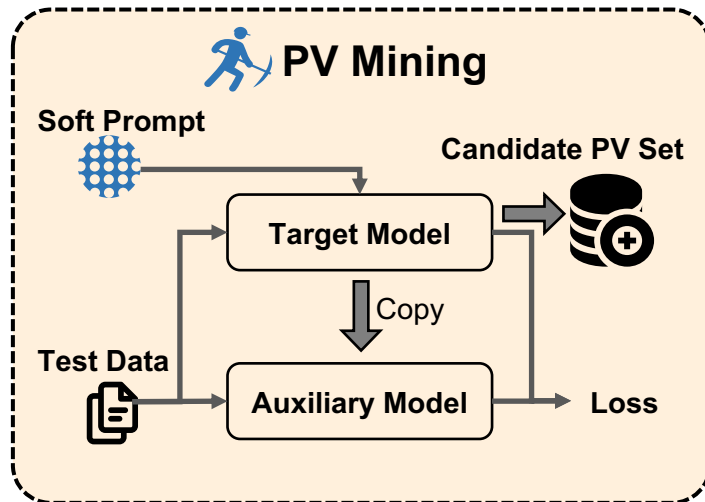 PV Mining
Soft Prompt
Candidate PV Set
Target Model
Copy
Test Data
Auxiliary Model
Loss